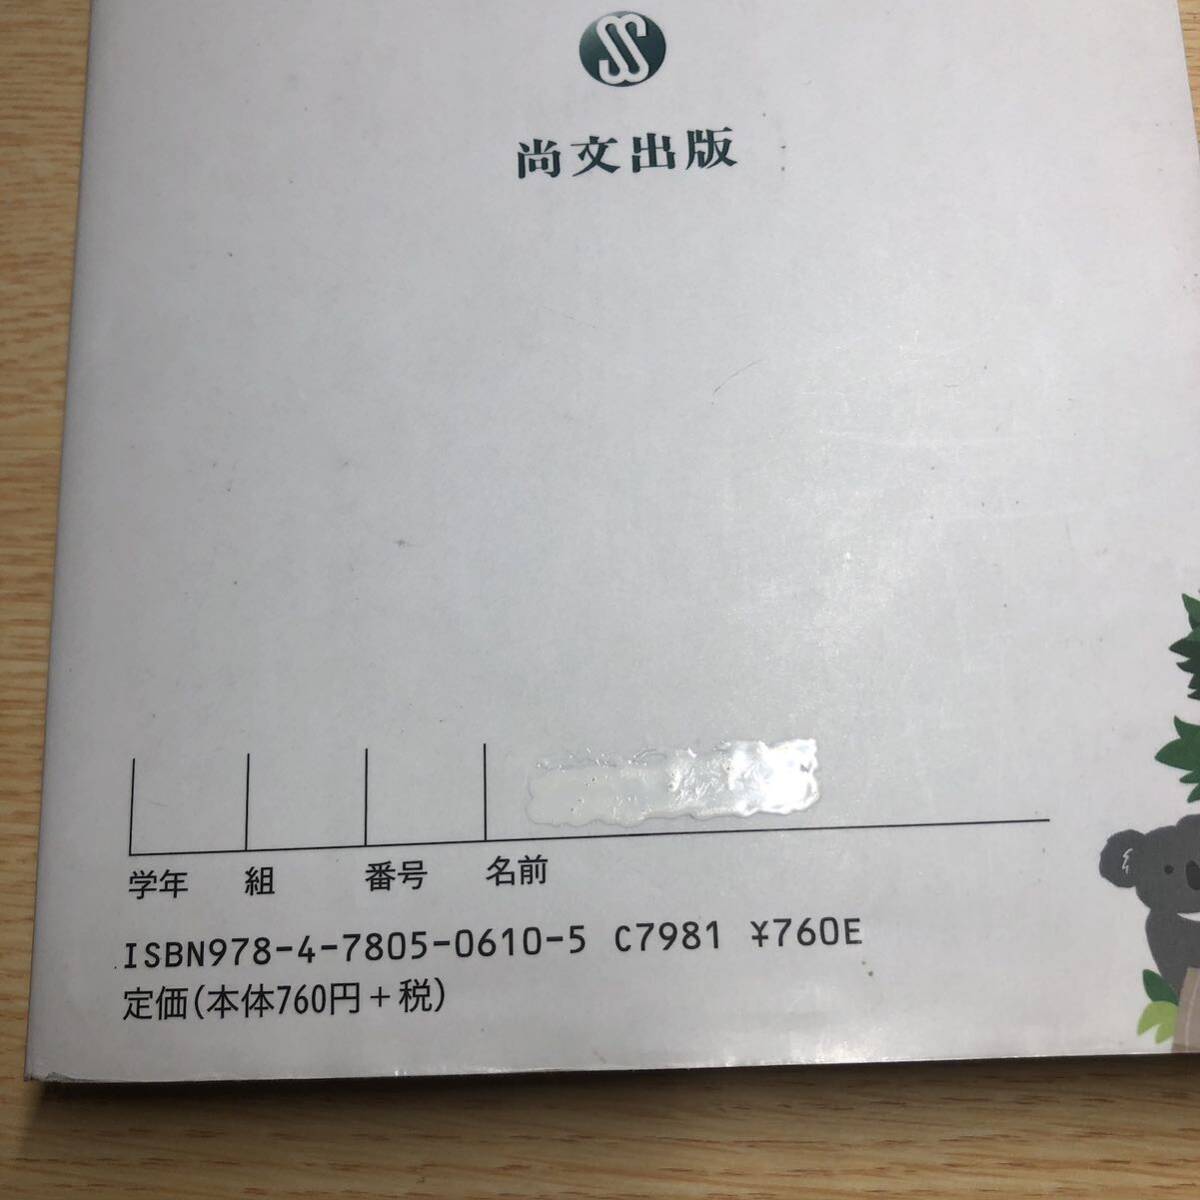 尚文出版
学年 組 番号 名前
ISBN978-4-7805-0610-5 C7981 ¥760E
定価(本体760円+税)